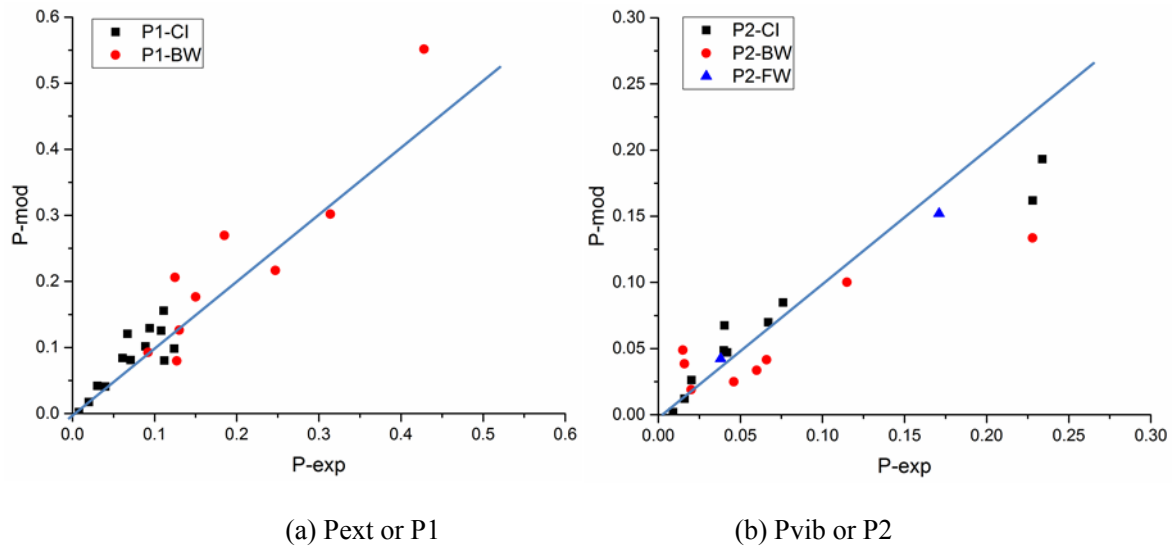 P1-CI
P1-BW
0.6
0.5
0.4
0.3
0.2
0.1
0.0
P-mod
0.0 0.1 0.2 0.3 0.4 0.5 0.6
P-exp
P2-CI
P2-BW
P2-FW
0.30
0.25
0.20
0.15
0.10
0.05
0.00
P-mod
0.00 0.05 0.10 0.15 0.20 0.25 0.30
P-exp
(a) Pext or P1
(b) Pvib or P2